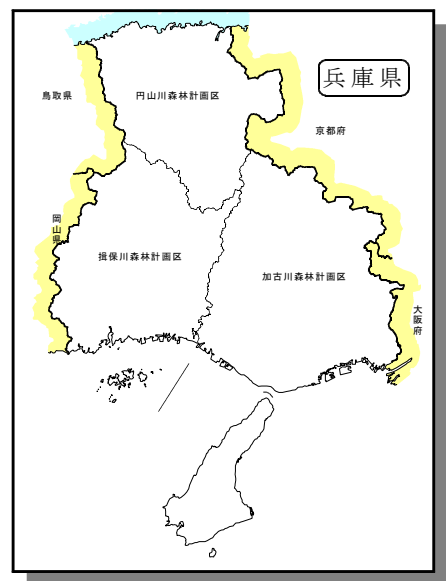 兵庫県
鳥取県
円山川森林計画区
京都府
岡山県
揖保川森林計画区
加古川森林計画区
大阪府